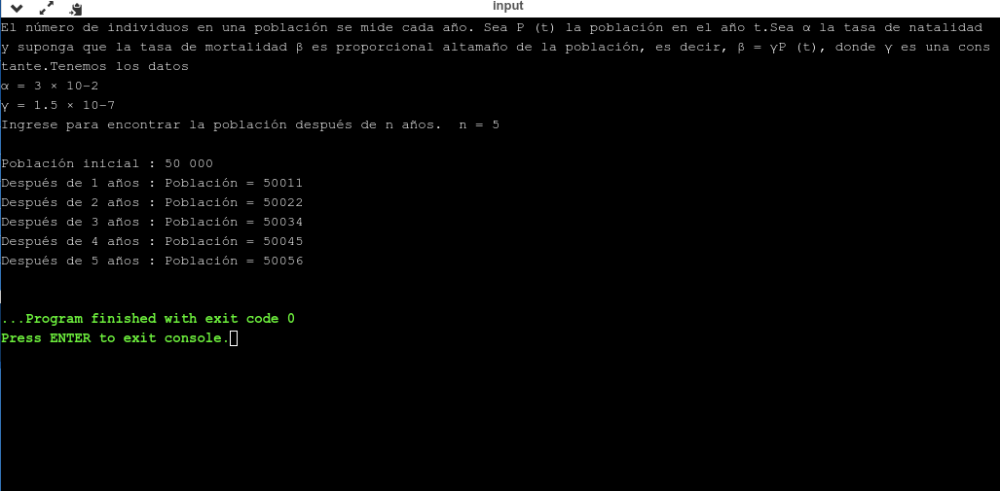 input
El número de individuos en una población se mide cada año. Sea P (t) la población en el año t.Sea α la tasa de natalidad
y suponga que la tasa de mortalidad β es proporcional altamaño de la población, es decir, β = γP (t), donde γ es una cons
tante.Tenemos los datos
α = 3 × 10−2
γ = 1.5 × 10−7
Ingrese para encontrar la población después de n años.  n = 5
Población inicial : 50 000
Después de 1 años : Población = 50011
Después de 2 años : Población = 50022
Después de 3 años : Población = 50034
Después de 4 años : Población = 50045
Después de 5 años : Población = 50056
...Program finished with exit code 0
Press ENTER to exit console.